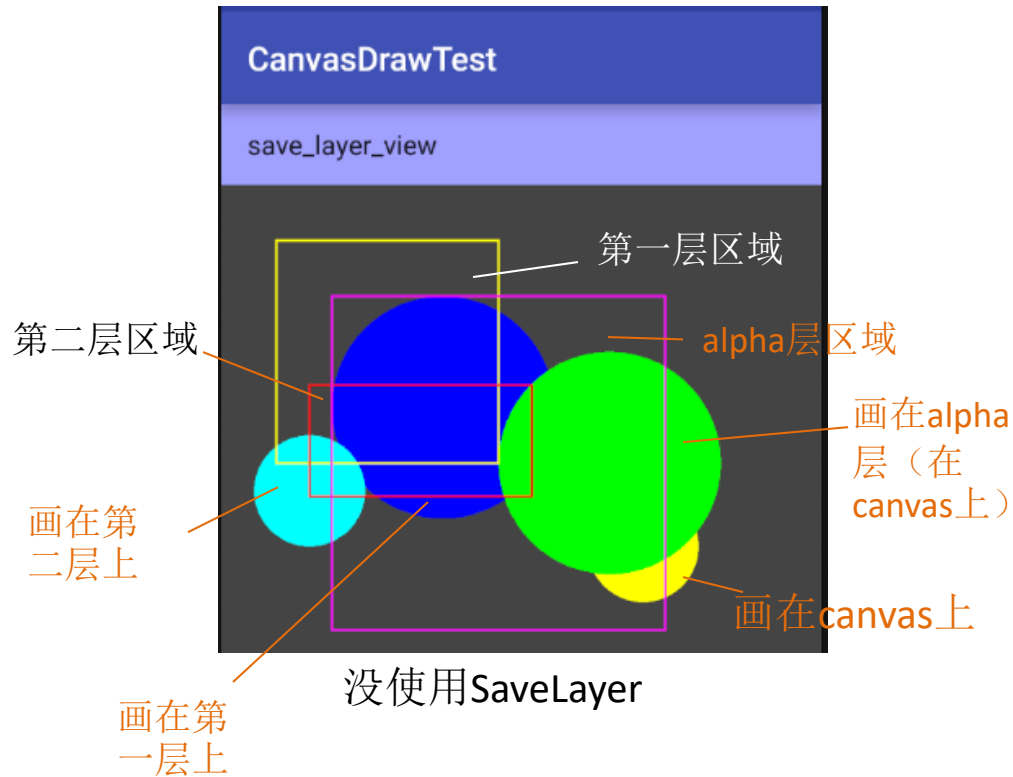 CanvasDrawTest
save_layer_view
第一层区域
第二层区域
alpha层区域
画在alpha
层（在
canvas上）
画在第
二层上
画在canvas上
没使用SaveLayer
画在第
一层上